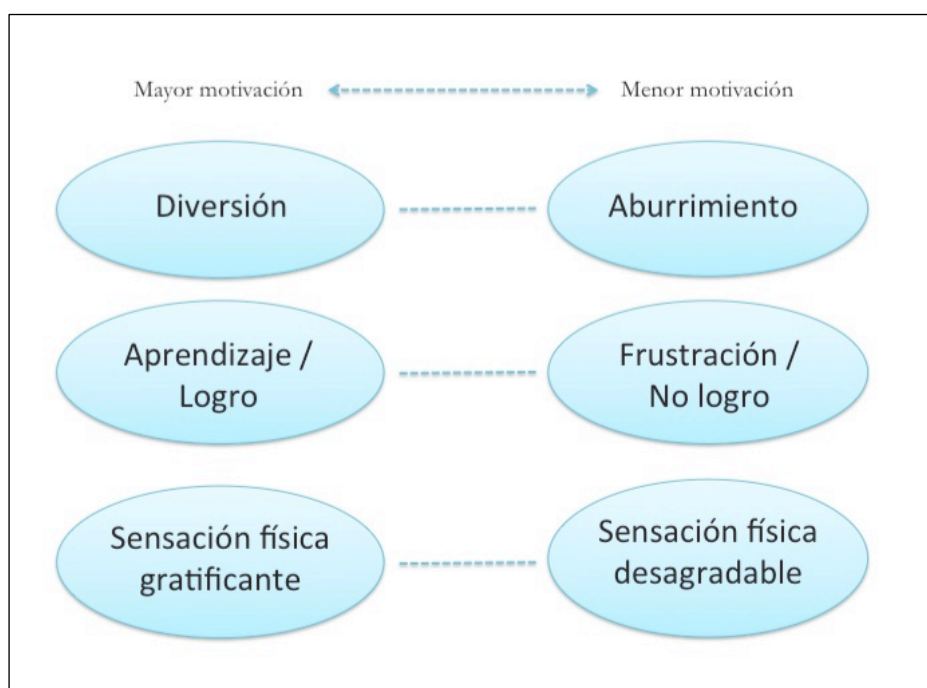 Mayor motivación
Menor motivación
Diversión
Aburrimiento
Aprendizaje /
Logro
Frustración /
No logro
Sensación física
gratificante
Sensación física
desagradable